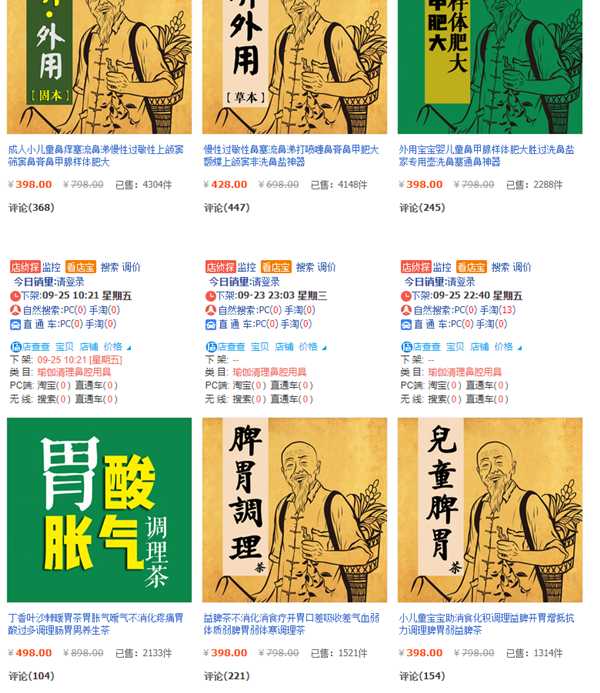 外用
【固本】
外用
【草本】
甲肥大
样体肥大
成人小儿童鼻痒塞流鼻涕慢性过敏性上颌窦
筛窦鼻膏鼻甲腺样体肥大
¥398.00 ¥798.00 已售：4304件
评论(368)
慢性过敏性鼻塞流鼻涕打喷嚏鼻膏鼻甲肥大
额蝶上颌窦非洗鼻盐神器
¥428.00 ¥698.00 已售：4148件
评论(447)
外用宝宝婴儿童鼻甲腺样体肥大胜过洗鼻盐
水专用壶洗鼻塞通鼻神器
¥398.00 ¥798.00 已售：2288件
评论(245)
店侦探 监控 看店宝 搜索 调价
今日销量:请登录
下架:09-25 10:21 星期五
自然搜索:PC(0) 手淘(0)
直通车:PC(0) 手淘(0)
店查查 宝贝 店铺 价格
下架: 09-25 10:21 [星期五]
类目: 瑜伽清理鼻腔用具
PC端: 淘宝(0) 直通车(0)
无线: 搜索(0) 直通车(0)
店侦探 监控 看店宝 搜索 调价
今日销量:请登录
下架:09-23 23:03 星期三
自然搜索:PC(0) 手淘(0)
直通车:PC(0) 手淘(0)
店查查 宝贝 店铺 价格
下架: --
类目: 瑜伽清理鼻腔用具
PC端: 淘宝(0) 直通车(0)
无线: 搜索(0) 直通车(0)
店侦探 监控 看店宝 搜索 调价
今日销量:请登录
下架:09-25 22:40 星期五
自然搜索:PC(0) 手淘(13)
直通车:PC(0) 手淘(0)
店查查 宝贝 店铺 价格
下架: --
类目: 瑜伽清理鼻腔用具
PC端: 淘宝(0) 直通车(0)
无线: 搜索(0) 直通车(0)
胃酸
胀气
调理茶
脾胃調理
茶
兒童脾胃
茶
丁香叶沙棘暖胃茶胃胀气嗳气不消化疼痛胃
酸过多调理肠胃男养生茶
¥498.00 ¥898.00 已售：2133件
评论(104)
益脾茶不消化消食疗开胃口差吸收差气血弱
体质弱脾胃弱体寒调理茶
¥398.00 ¥798.00 已售：1521件
评论(221)
小儿童宝宝助消食化积调理益脾开胃增抵抗
力调理脾胃弱益脾茶
¥398.00 ¥798.00 已售：1314件
评论(154)